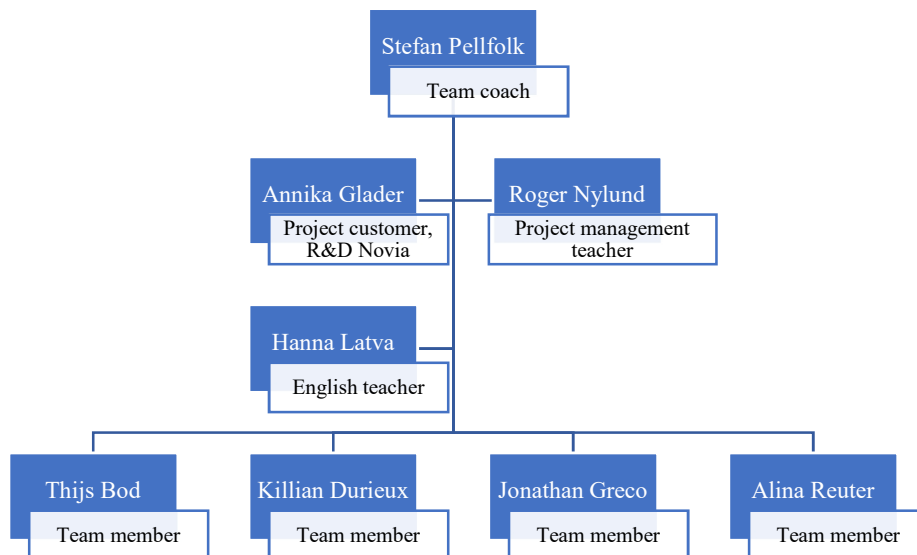 Stefan Pellfolk
Team coach
Annika Glader
Project customer,
R&D Novia
Roger Nylund
Project management
teacher
Hanna Latva
English teacher
Thijs Bod
Team member
Killian Durieux
Team member
Jonathan Greco
Team member
Alina Reuter
Team member